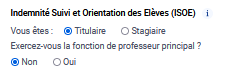 Indemnité Suivi et Orientation des Elèves (ISOE) i
Vous êtes : Titulaire Stagiaire
Exercez-vous la fonction de professeur principal ?
Non Oui